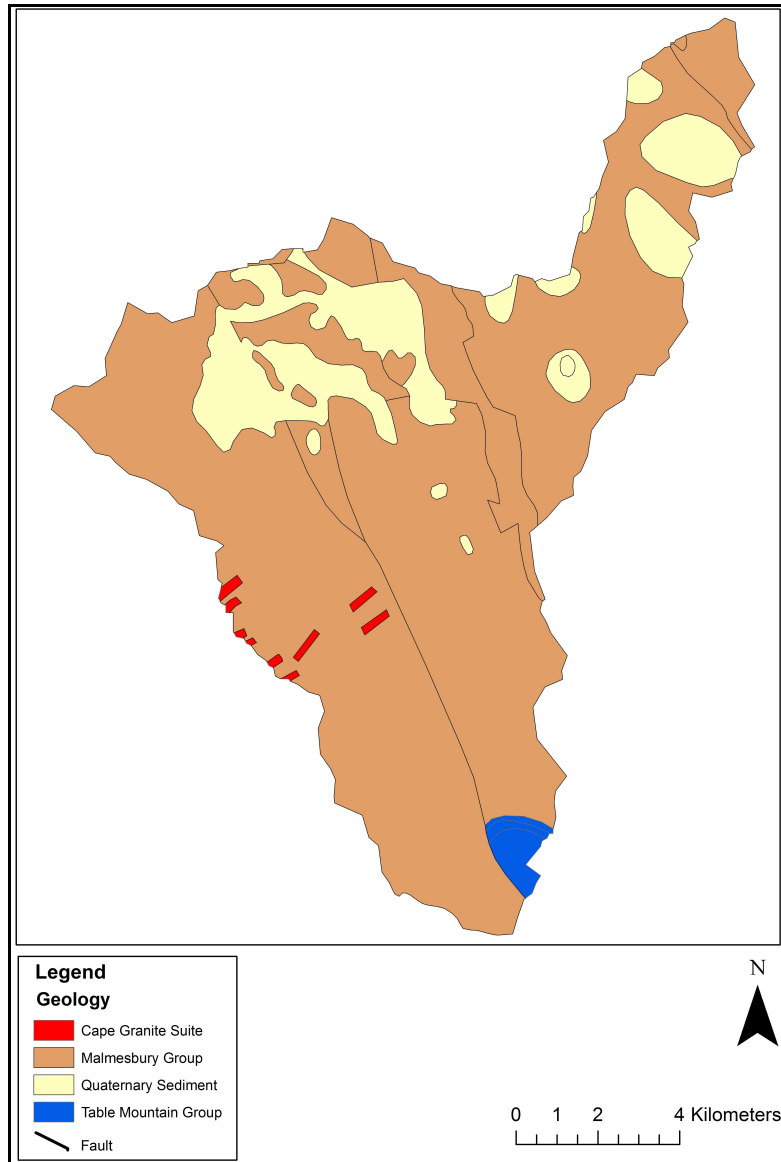 Legend
Geology
Cape Granite Suite
Malmesbury Group
Quaternary Sediment
Table Mountain Group
Fault
N
0 1 2 4 Kilometers